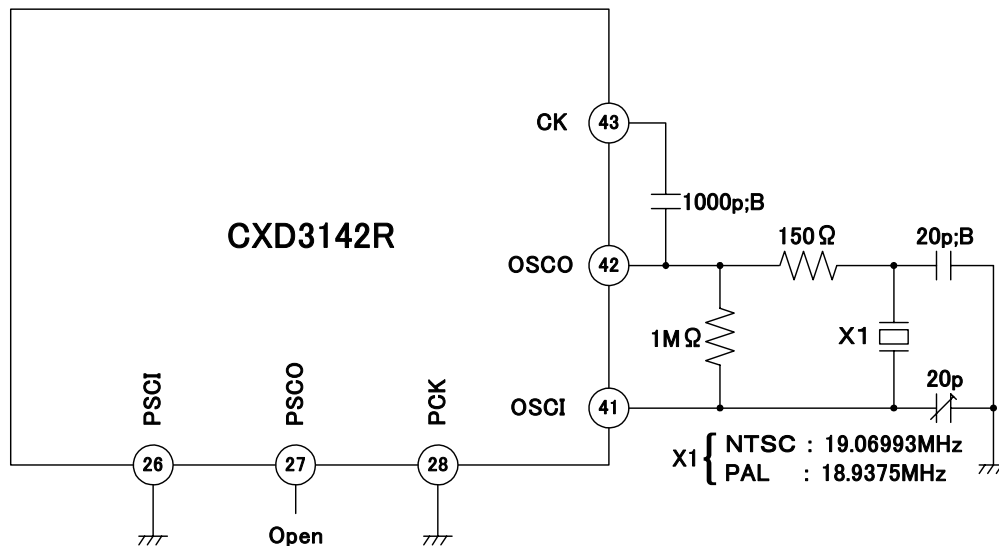 CK
43
1000p;B
CXD3142R
150Ω
20p;B
OSCO
42
1MΩ
X1
PSCI
PSCO
PCK
OSCI
41
20p
X1{ NTSC : 19.06993MHz
PAL : 18.9375MHz
26
27
28
Open